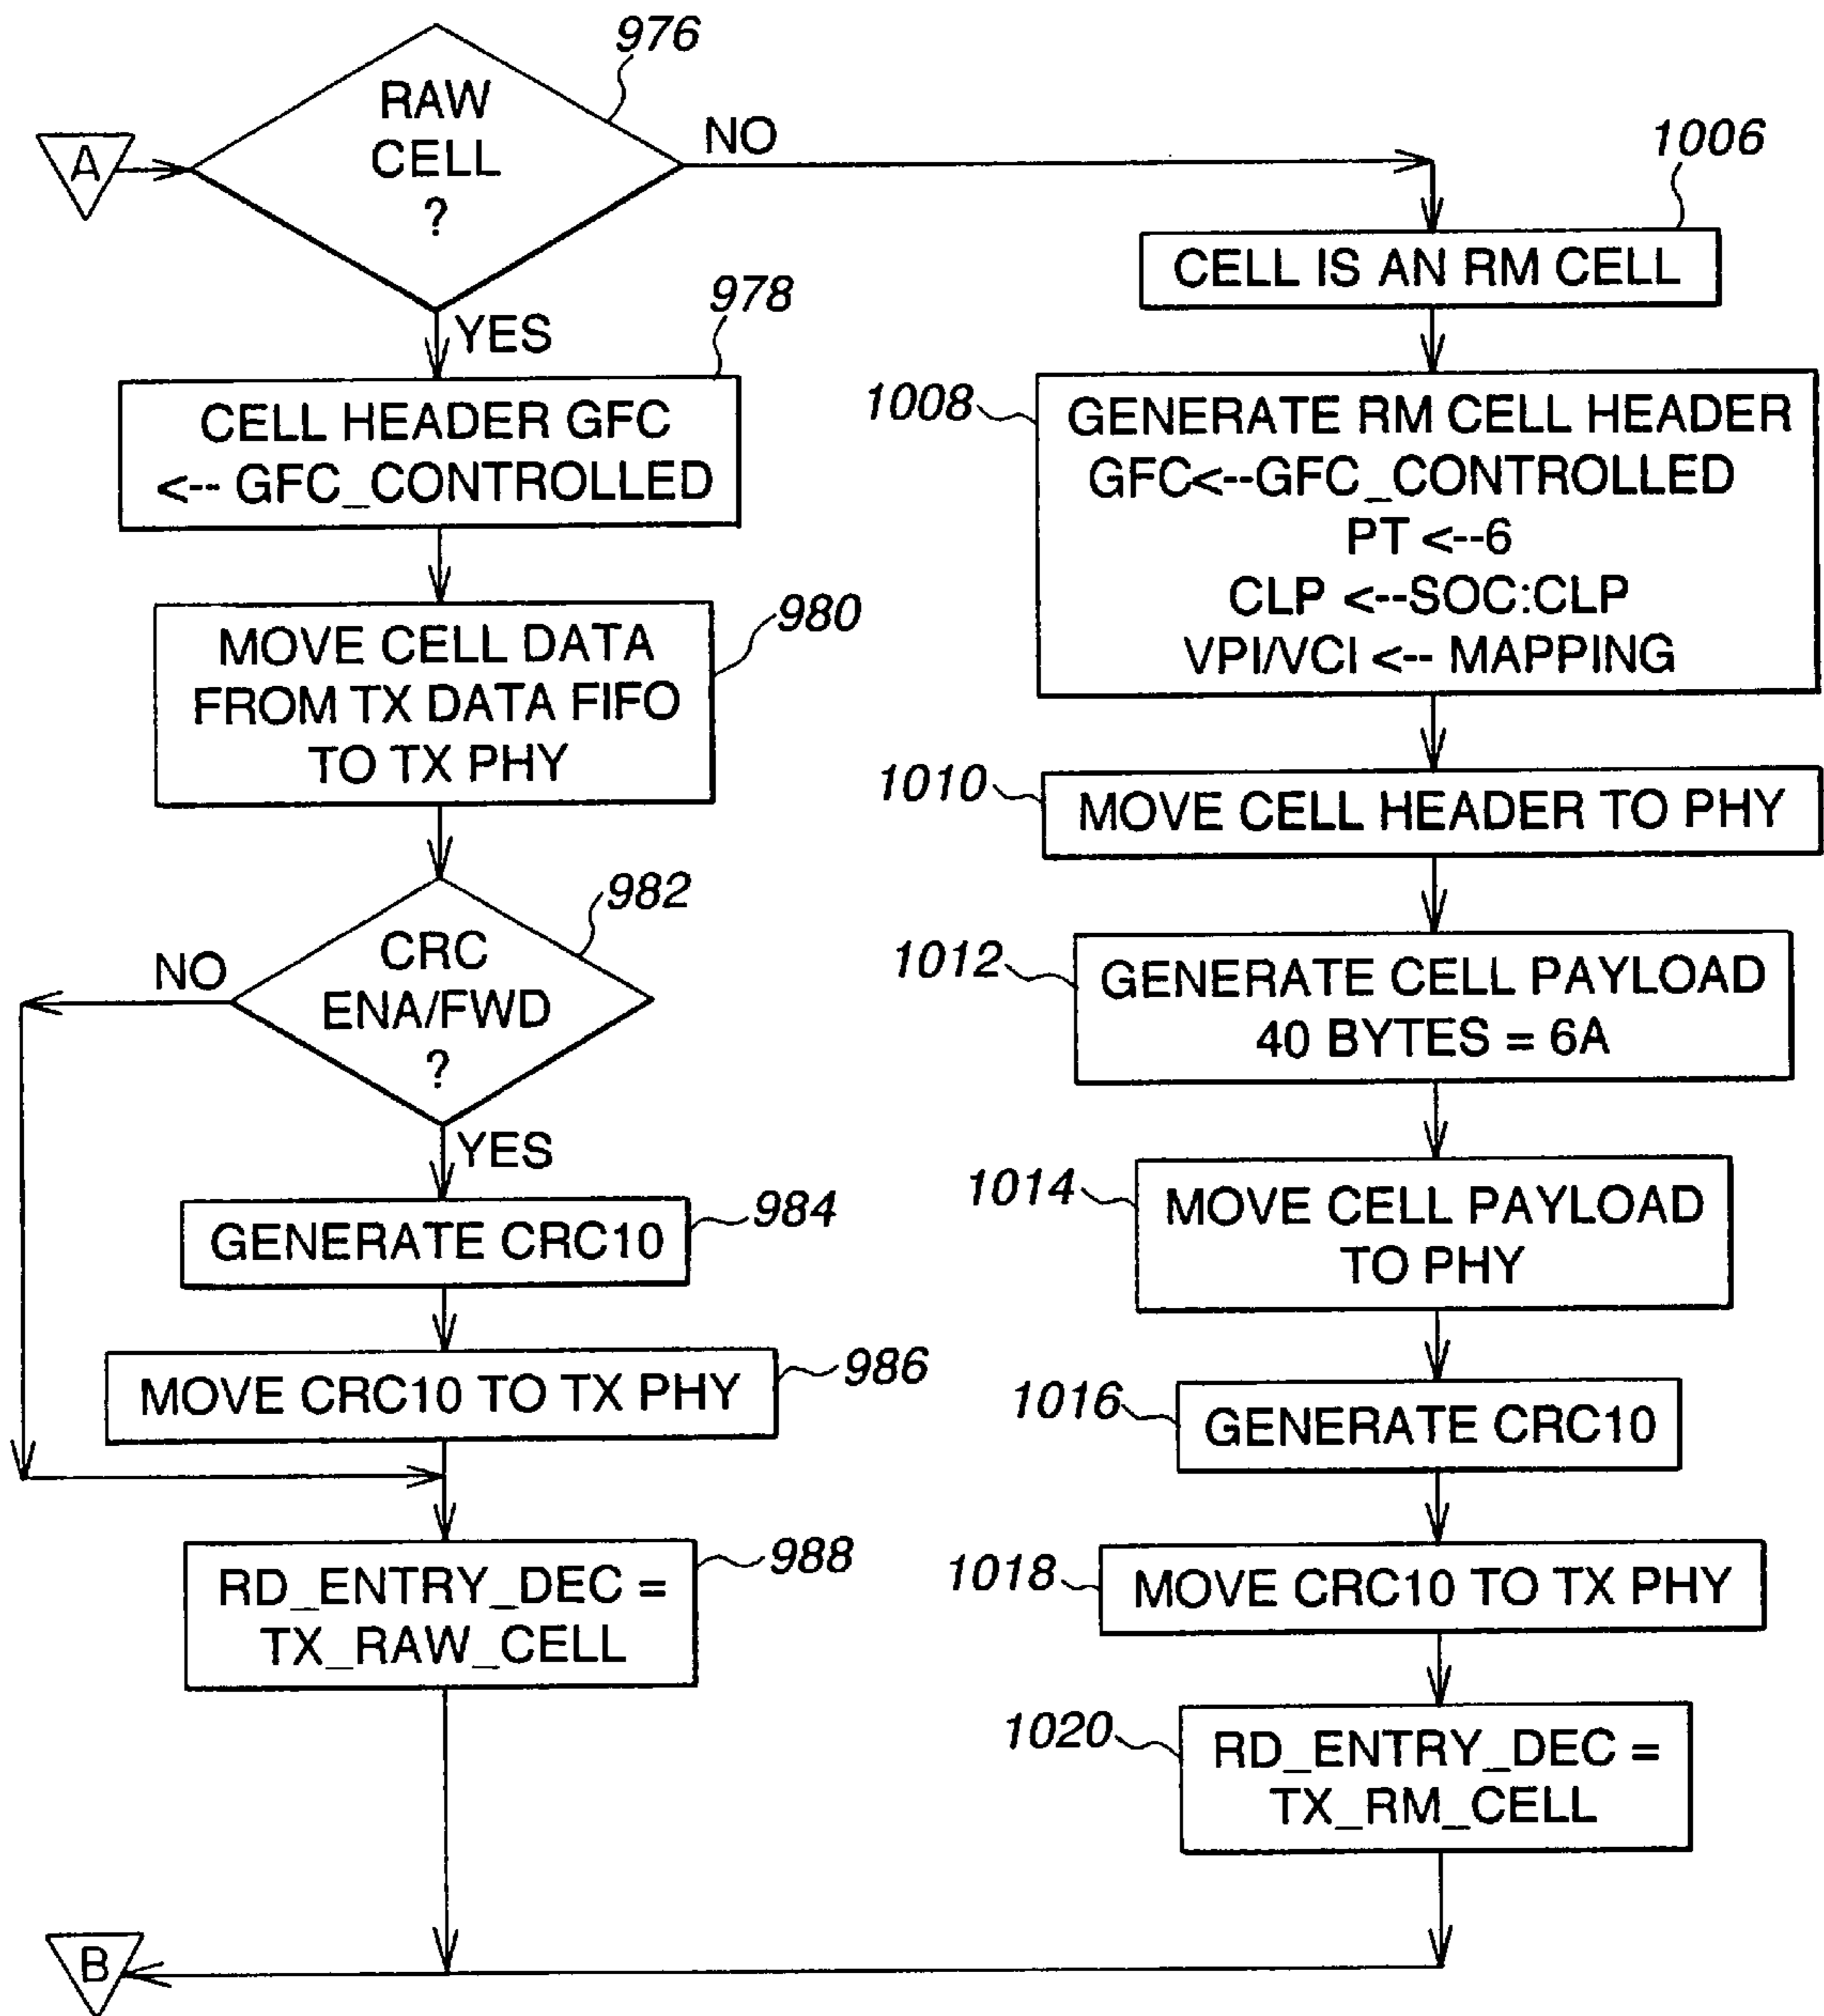 976
RAW
CELL
?
A
NO
YES
978
CELL HEADER GFC
<-- GFC_CONTROLLED
980
MOVE CELL DATA
FROM TX DATA FIFO
TO TX PHY
982
CRC
ENA/FWD
?
NO
YES
984
GENERATE CRC10
986
MOVE CRC10 TO TX PHY
988
RD_ENTRY_DEC =
TX_RAW_CELL
1006
CELL IS AN RM CELL
1008
GENERATE RM CELL HEADER
GFC<--GFC_CONTROLLED
PT <--6
CLP <--SOC:CLP
VPI/VCI <-- MAPPING
1010
MOVE CELL HEADER TO PHY
1012
GENERATE CELL PAYLOAD
40 BYTES = 6A
1014
MOVE CELL PAYLOAD
TO PHY
1016
GENERATE CRC10
1018
MOVE CRC10 TO TX PHY
1020
RD_ENTRY_DEC =
TX_RM_CELL
B